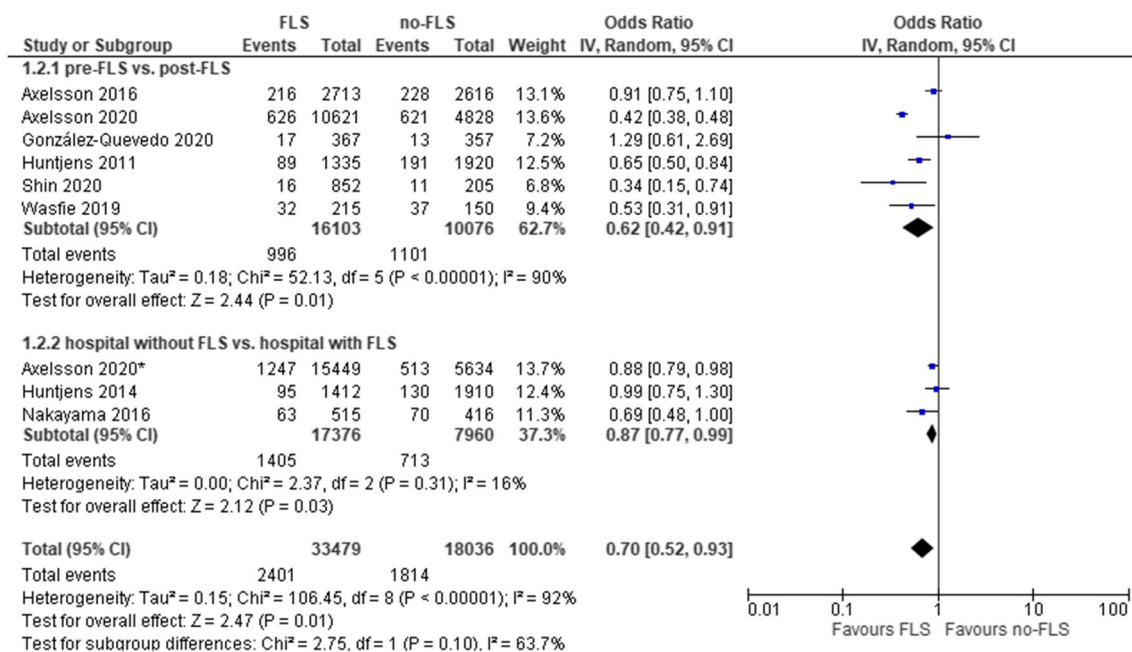 FLS no-FLS Odds Ratio Odds Ratio
Study or Subgroup Events Total Events Total Weight IV, Random, 95% CI IV, Random, 95% CI
1.2.1 pre-FLS vs. post-FLS
Axelsson 2016 216 2713 228 2616 13.1% 0.91 [0.75, 1.10]
Axelsson 2020 626 10621 621 4828 13.6% 0.42 [0.38, 0.48]
González-Quevedo 2020 17 367 13 357 7.2% 1.29 [0.61, 2.69]
Huntjens 2011 89 1335 191 1920 12.5% 0.65 [0.50, 0.84]
Shin 2020 16 852 11 205 6.8% 0.34 [0.15, 0.74]
Wasfie 2019 32 215 37 150 9.4% 0.53 [0.31, 0.91]
Subtotal (95% CI) 16103 10076 62.7% 0.62 [0.42, 0.91]
Total events 996 1101
Heterogeneity: Tau² = 0.18; Chi² = 52.13, df = 5 (P < 0.00001); I² = 90%
Test for overall effect: Z = 2.44 (P = 0.01)
1.2.2 hospital without FLS vs. hospital with FLS
Axelsson 2020* 1247 15449 513 5634 13.7% 0.88 [0.79, 0.98]
Huntjens 2014 95 1412 130 1910 12.4% 0.99 [0.75, 1.30]
Nakayama 2016 63 515 70 416 11.3% 0.69 [0.48, 1.00]
Subtotal (95% CI) 17376 7960 37.3% 0.87 [0.77, 0.99]
Total events 1405 713
Heterogeneity: Tau² = 0.00; Chi² = 2.37, df = 2 (P = 0.31); I² = 16%
Test for overall effect: Z = 2.12 (P = 0.03)
Total (95% CI) 33479 18036 100.0% 0.70 [0.52, 0.93]
Total events 2401 1814
Heterogeneity: Tau² = 0.15; Chi² = 106.45, df = 8 (P < 0.00001); I² = 92%
Test for overall effect: Z = 2.47 (P = 0.01)
Test for subgroup differences: Chi² = 2.75, df = 1 (P = 0.10), I² = 63.7%
0.01 0.1 1 10 100
Favours FLS Favours no-FLS